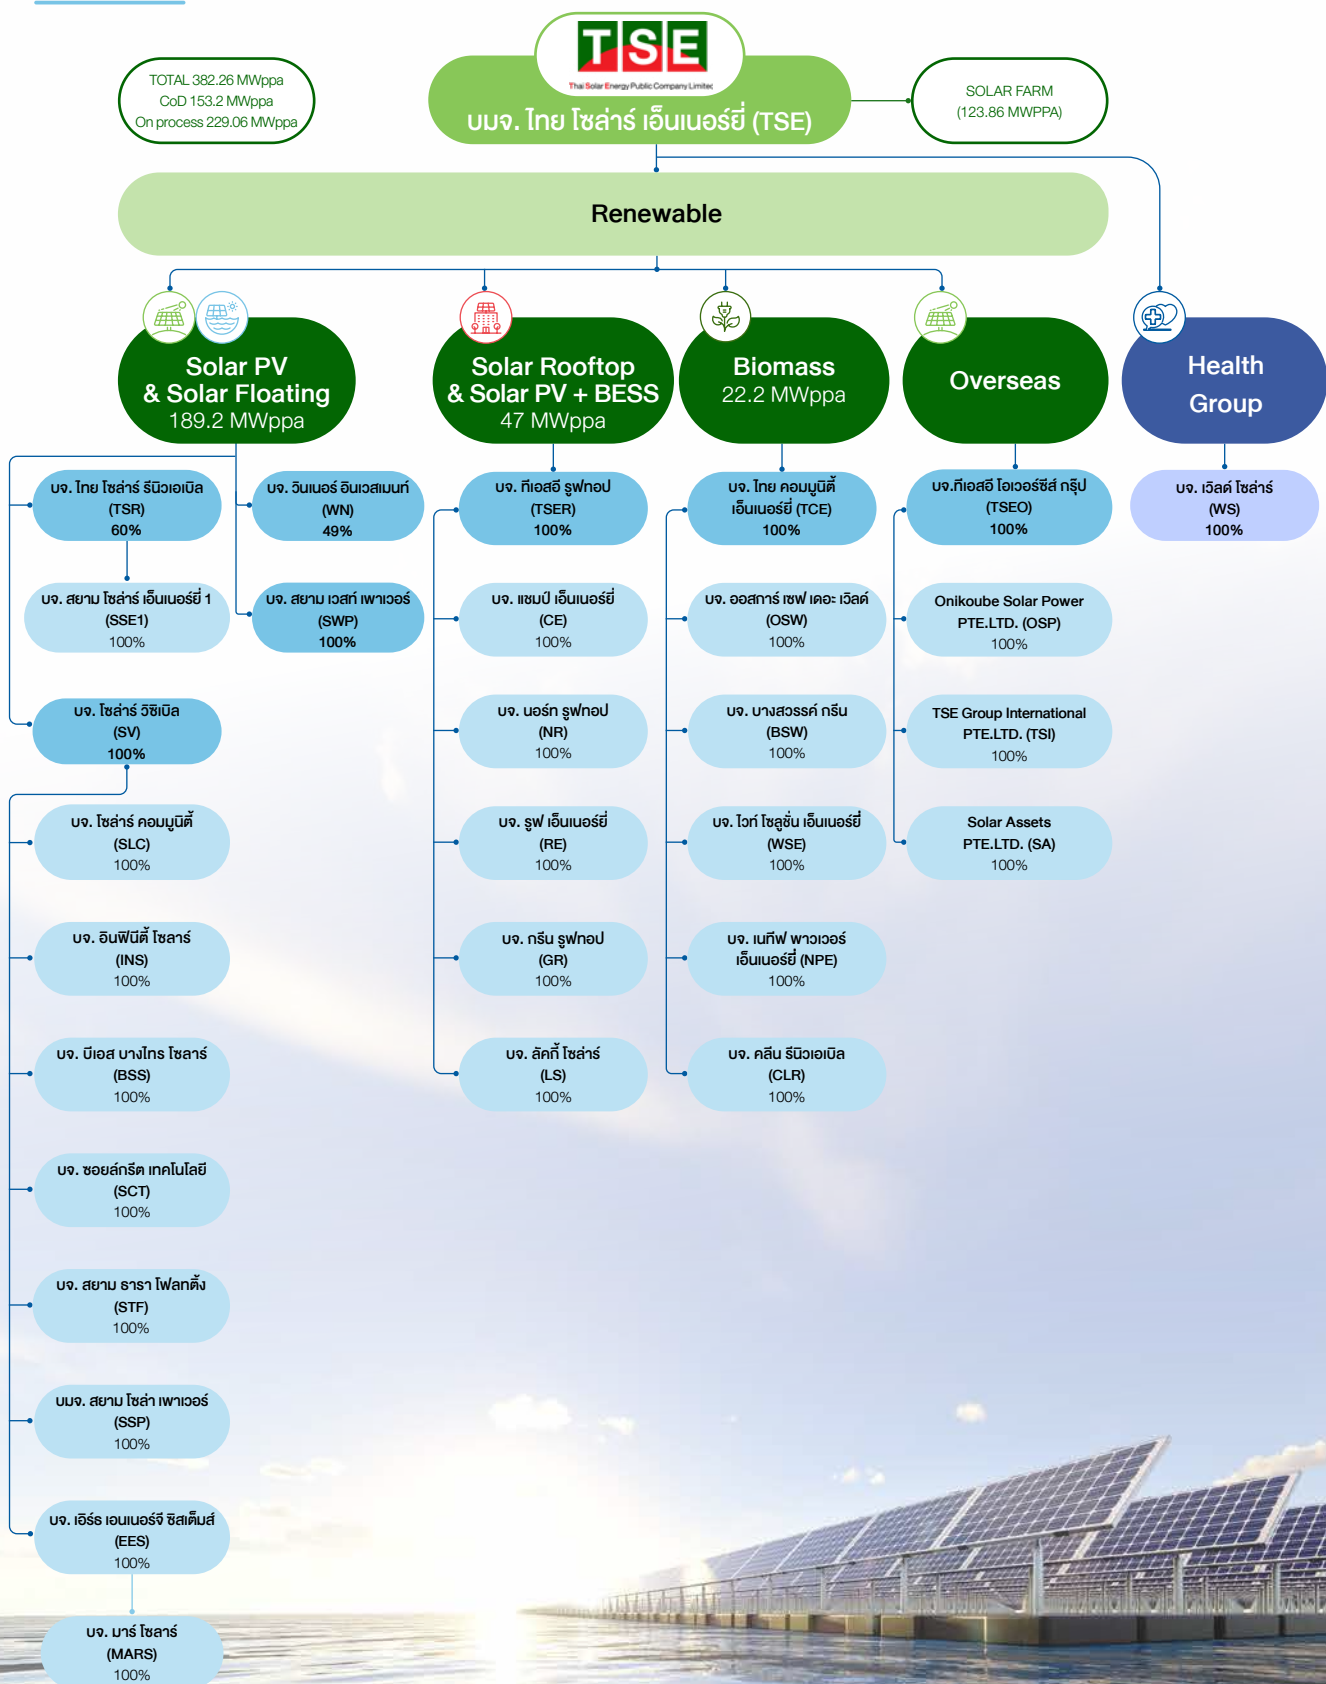 TSE
Thai Solar Energy Public Company Limited
บมจ. ไทย โซล่าร์ เอ็นเนอร์ยี่ (TSE)
TOTAL 382.26 MWppa
CoD 153.2 MWppa
On process 229.06 MWppa
SOLAR FARM
(123.86 MWPPA)
Renewable
Solar PV
& Solar Floating
189.2 MWppa
บจ. ไทย โซล่าร์ รีนิวเอเบิล
(TSR)
60%
บจ. สยาม โซล่าร์ เอ็นเนอร์ยี่ 1
(SSE1)
100%
บจ. วินเนอร์ อินเวสเมนท์
(WN)
49%
บจ. สยาม เวสท์ เพาเวอร์
(SWP)
100%
บจ. โซล่าร์ วิซิเบิล
(SV)
100%
บจ. โซล่าร์ คอมมูนิตี้
(SLC)
100%
บจ. อินฟินีตี้ โซลาร์
(INS)
100%
บจ. บีเอส บางไทร โซลาร์
(BSS)
100%
บจ. ซอยล์กรีต เทคโนโลยี
(SCT)
100%
บจ. สยาม ธารา โฟลทติ้ง
(STF)
100%
บมจ. สยาม โซล่า เพาเวอร์
(SSP)
100%
บจ. เอิร์ธ เอนเนอร์จี ซิสเต็มส์
(EES)
100%
บจ. มาร์ โซลาร์
(MARS)
100%
Solar Rooftop
& Solar PV + BESS
47 MWppa
บจ. ทีเอสอี รูฟทอป
(TSER)
100%
บจ. แชมป์ เอ็นเนอร์ยี่
(CE)
100%
บจ. นอร์ท รูฟทอป
(NR)
100%
บจ. รูฟ เอ็นเนอร์ยี่
(RE)
100%
บจ. กรีน รูฟทอป
(GR)
100%
บจ. ลัคกี้ โซล่าร์
(LS)
100%
Biomass
22.2 MWppa
บจ. ไทย คอมมูนิตี้
เอ็นเนอร์ยี่ (TCE)
100%
บจ. ออสการ์ เซฟ เดอะ เวิลด์
(OSW)
100%
บจ. บางสวรรค์ กรีน
(BSW)
100%
บจ. ไวท์ โซลูชั่น เอ็นเนอร์ยี่
(WSE)
100%
บจ. เนทีฟ พาวเวอร์
เอ็นเนอร์ยี่ (NPE)
100%
บจ. คลีน รีนิวเอเบิล
(CLR)
100%
Overseas
บจ.ทีเอสอี โอเวอร์ซีส์ กรุ๊ป
(TSEO)
100%
Onikoube Solar Power
PTE.LTD. (OSP)
100%
TSE Group International
PTE.LTD. (TSI)
100%
Solar Assets
PTE.LTD. (SA)
100%
Health
Group
บจ. เวิลด์ โซล่าร์
(WS)
100%